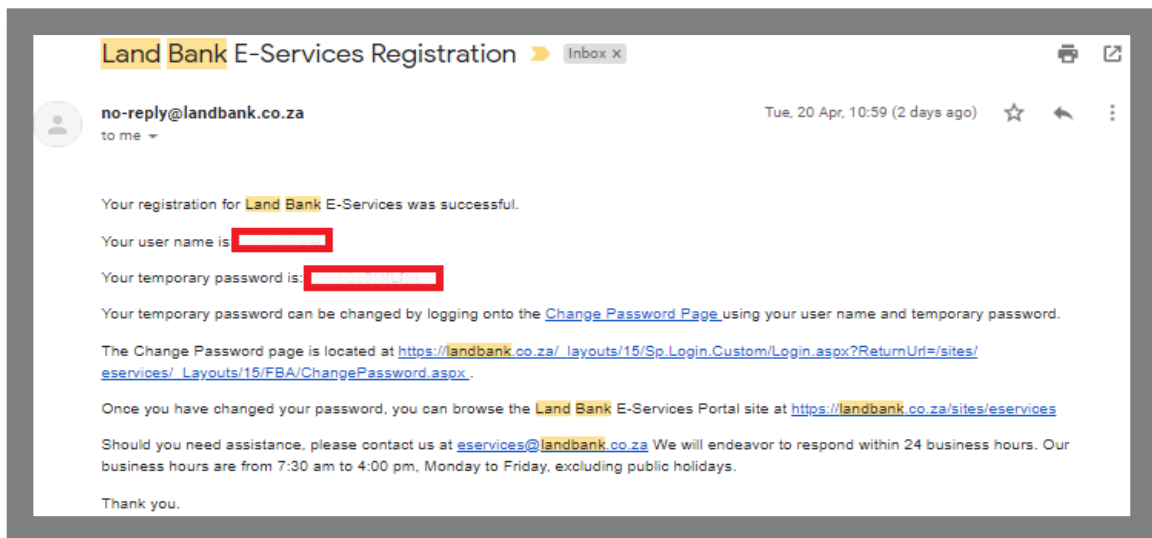 Land Bank E-Services Registration Inbox x
no-reply@landbank.co.za Tue, 20 Apr, 10:59 (2 days ago)
to me
Your registration for Land Bank E-Services was successful.
Your user name is:
Your temporary password is:
Your temporary password can be changed by logging onto the Change Password Page using your user name and temporary password.
The Change Password page is located at https://landbank.co.za/_layouts/15/Sp.Login.Custom/Login.aspx?ReturnUrl=/sites/
eservices/_Layouts/15/FBA/ChangePassword.aspx .
Once you have changed your password, you can browse the Land Bank E-Services Portal site at https://landbank.co.za/sites/eservices
Should you need assistance, please contact us at eservices@landbank.co.za We will endeavor to respond within 24 business hours. Our
business hours are from 7:30 am to 4:00 pm, Monday to Friday, excluding public holidays.
Thank you.